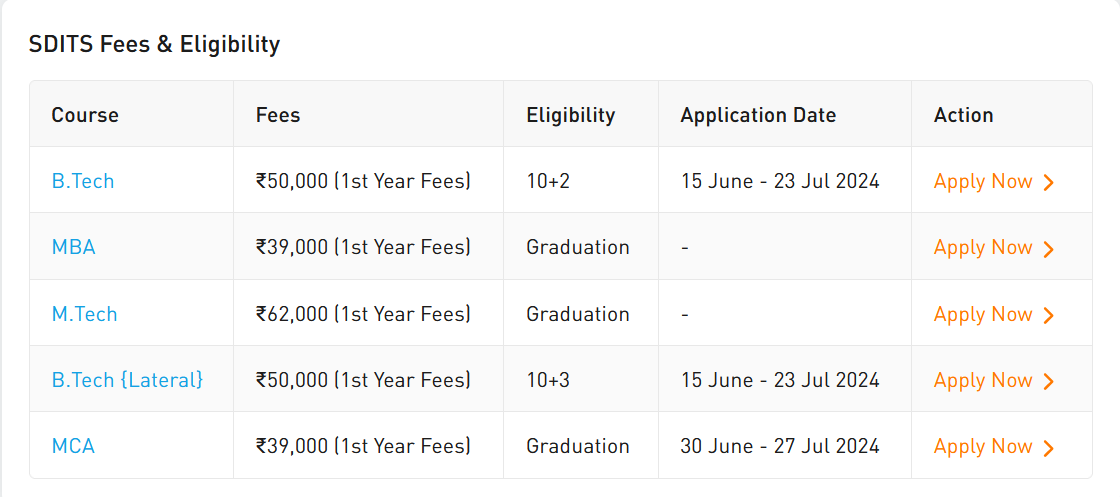 SDITS Fees & Eligibility
Course Fees Eligibility Application Date Action
B.Tech ₹50,000 (1st Year Fees) 10+2 15 June - 23 Jul 2024 Apply Now
MBA ₹39,000 (1st Year Fees) Graduation - Apply Now
M.Tech ₹62,000 (1st Year Fees) Graduation - Apply Now
B.Tech {Lateral} ₹50,000 (1st Year Fees) 10+3 15 June - 23 Jul 2024 Apply Now
MCA ₹39,000 (1st Year Fees) Graduation 30 June - 27 Jul 2024 Apply Now